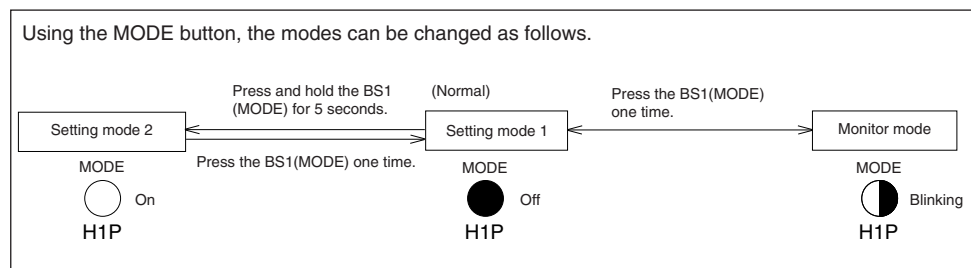 Using the MODE button, the modes can be changed as follows.
Press and hold the BS1
(MODE) for 5 seconds.
(Normal)
Press the BS1(MODE)
one time.
Setting mode 2
Setting mode 1
Monitor mode
Press the BS1(MODE) one time.
MODE
On
H1P
MODE
Off
H1P
MODE
Blinking
H1P